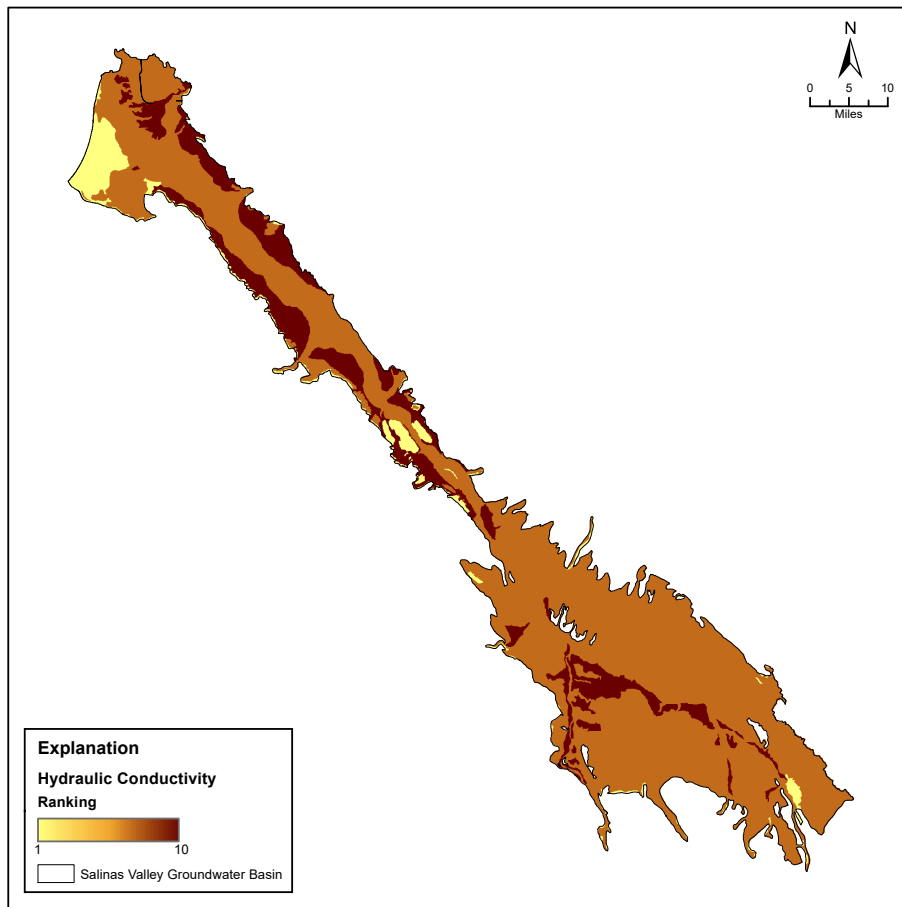 N
0 5 10
Miles
Explanation
Hydraulic Conductivity
Ranking
1 10
Salinas Valley Groundwater Basin